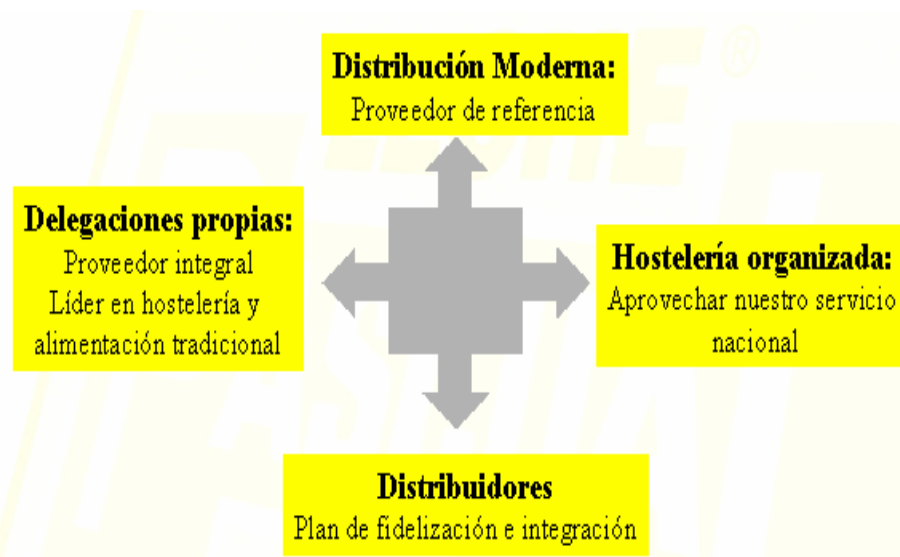 Distribución Moderna:
Proveedor de referencia
Delegaciones propias:
Proveedor integral
Líder en hostelería y
alimentación tradicional
Hostelería organizada:
Aprovechar nuestro servicio
nacional
Distribuidores
Plan de fidelización e integración